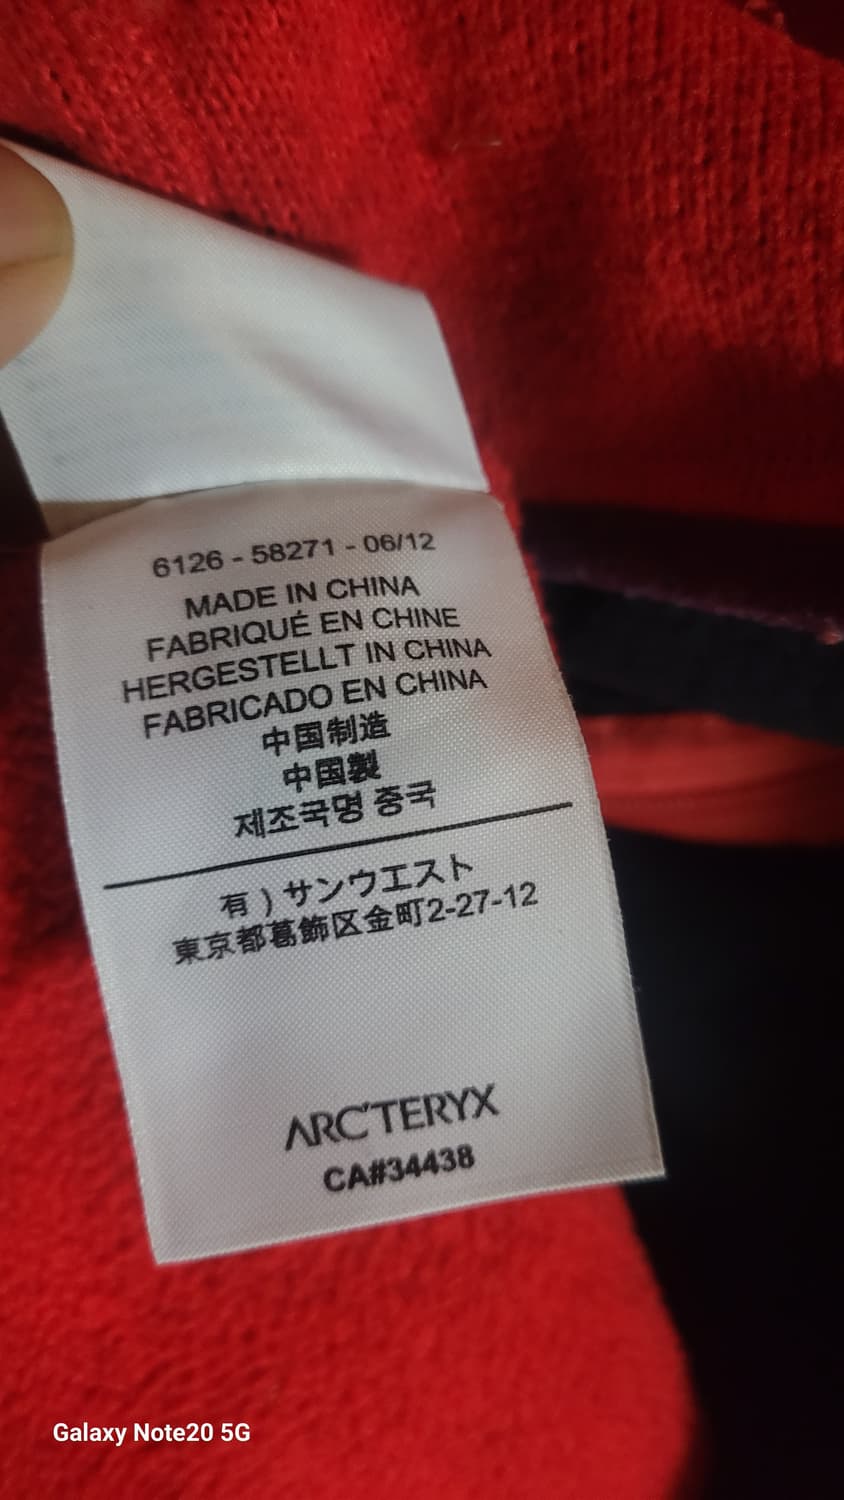 6126 - 58271 - 06/12
MADE IN CHINA
FABRIQUÉ EN CHINE
HERGESTELLT IN CHINA
FABRICADO EN CHINA
中国制造
中国製
제조국명 중국
有）サンウエスト
東京都葛飾区金町2-27-12
ARC'TERYX
CA#34438
Galaxy Note20 5G